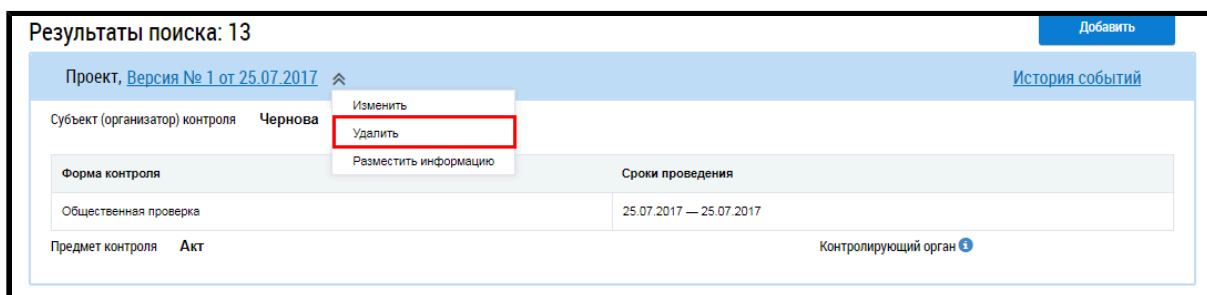 Результаты поиска: 13
Добавить
Проект, Версия № 1 от 25.07.2017
История событий
Изменить
Субъект (организатор) контроля Чернова
Удалить
Разместить информацию
Форма контроля Сроки проведения
Общественная проверка 25.07.2017 — 25.07.2017
Предмет контроля Акт Контролирующий орган